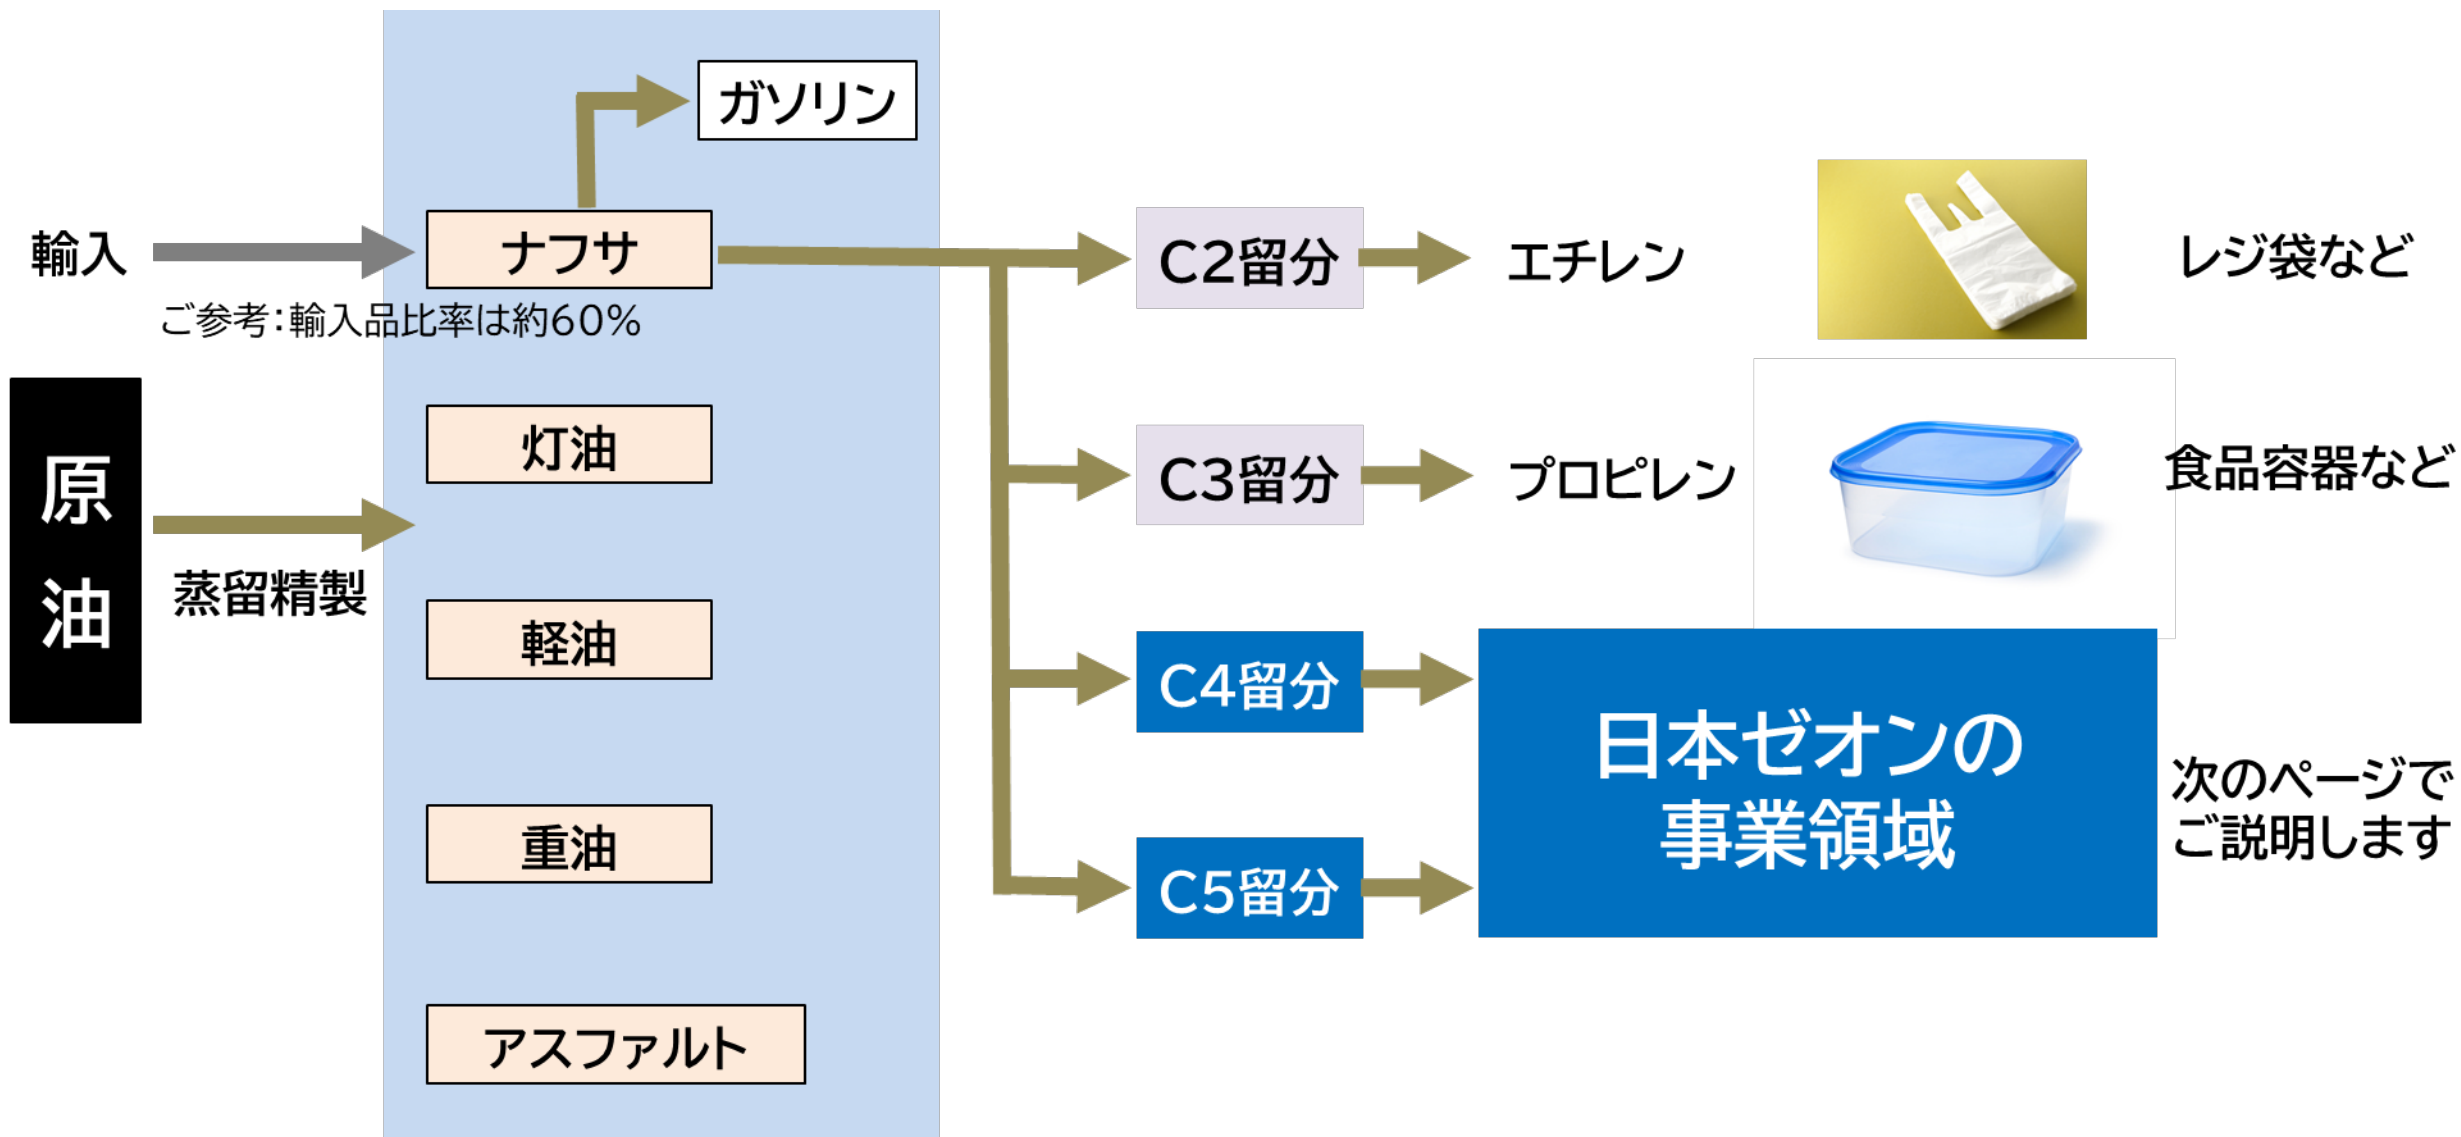 ガソリン
輸入
ナフサ
ご参考：輸入品比率は約60%
原
油
蒸留精製
灯油
軽油
重油
アスファルト
C2留分
エチレン
レジ袋など
C3留分
プロピレン
食品容器など
C4留分
C5留分
日本ゼオンの
事業領域
次のページで
ご説明します